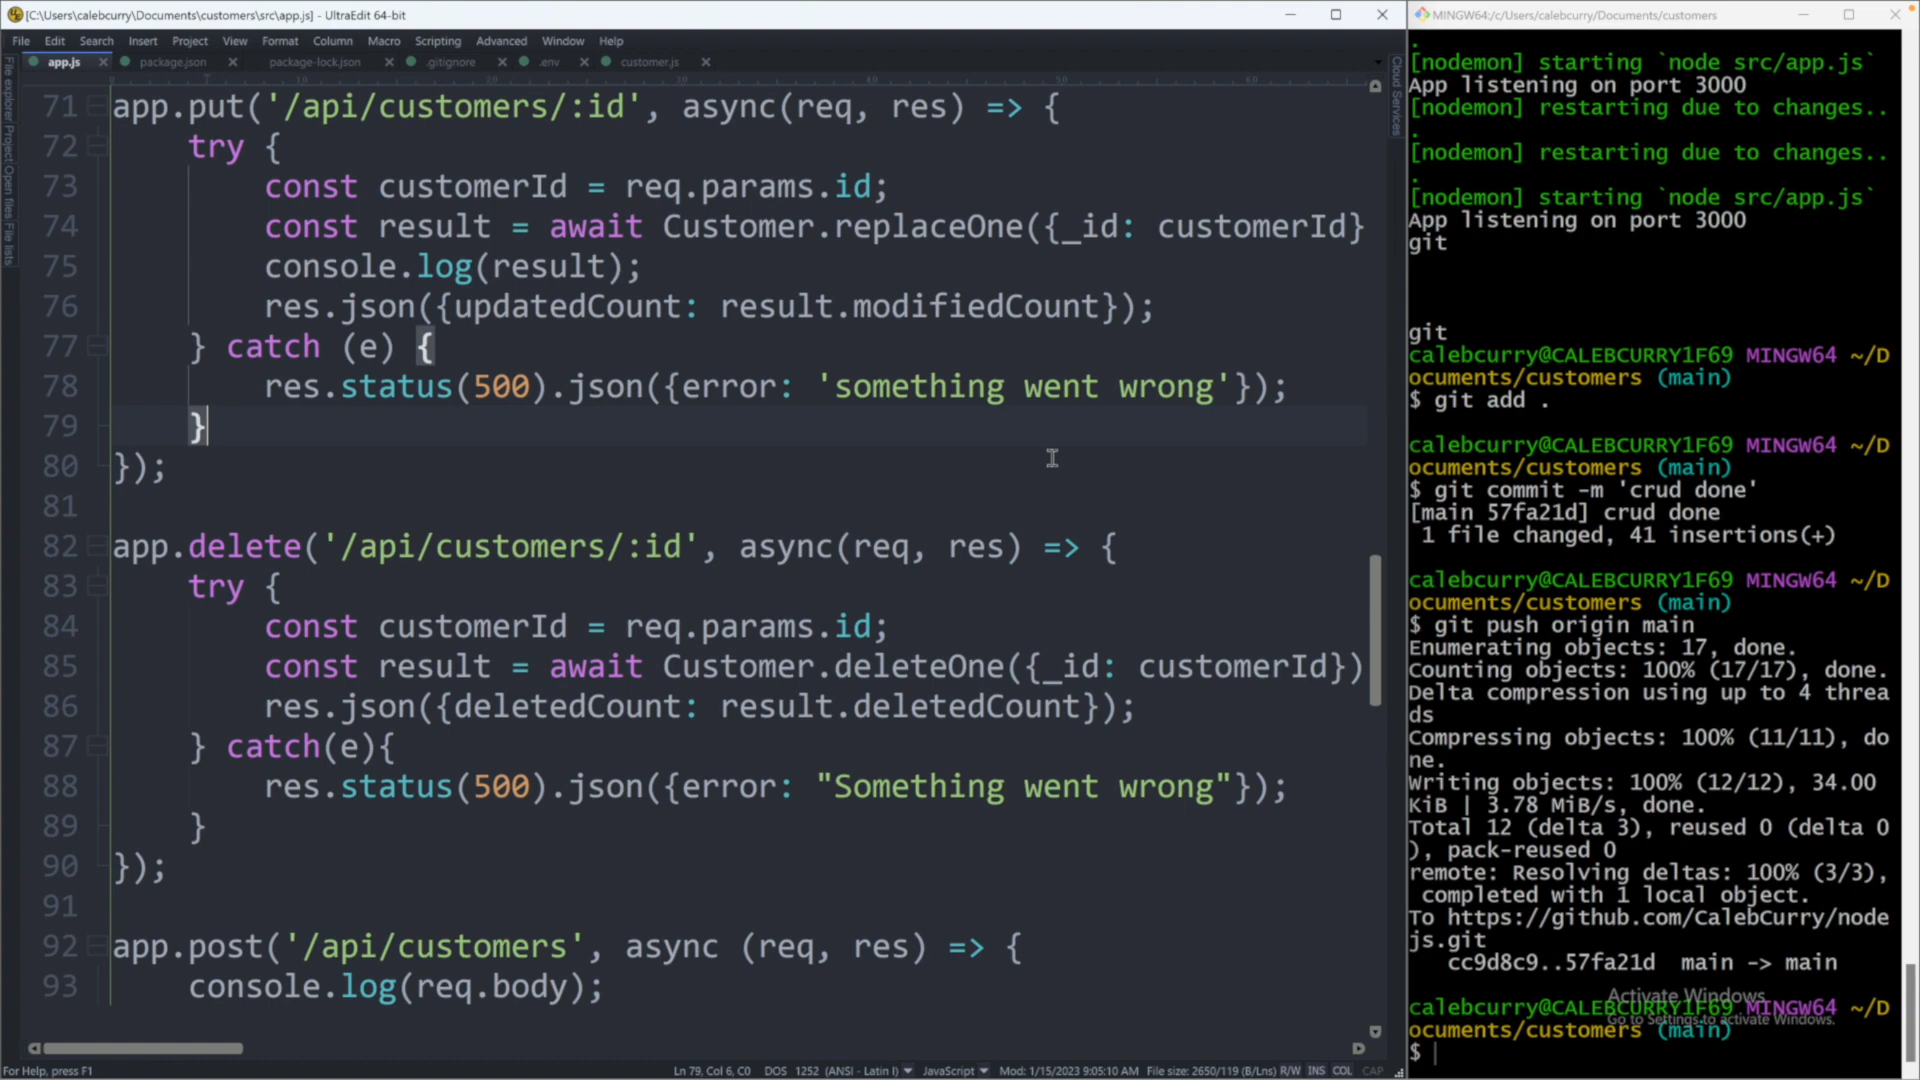 [C:\Users\calebcurry\Documents\customers\src\app.js] - UltraEdit 64-bit
File Edit Search Insert Project View Format Column Macro Scripting Advanced Window Help
app.js package.json package-lock.json .gitignore .env customer.js
File explorer Project Open files File lists
Cloud Services
71 app.put('/api/customers/:id', async(req, res) => {
72 try {
73 const customerId = req.params.id;
74 const result = await Customer.replaceOne({_id: customerId}
75 console.log(result);
76 res.json({updatedCount: result.modifiedCount});
77 } catch (e) {
78 res.status(500).json({error: 'something went wrong'});
79 }
80 });
81
82 app.delete('/api/customers/:id', async(req, res) => {
83 try {
84 const customerId = req.params.id;
85 const result = await Customer.deleteOne({_id: customerId})
86 res.json({deletedCount: result.deletedCount});
87 } catch(e){
88 res.status(500).json({error: "Something went wrong"});
89 }
90 });
91
92 app.post('/api/customers', async (req, res) => {
93 console.log(req.body);
For Help, press F1
Ln 79, Col 6, C0 DOS 1252 (ANSI - Latin I) JavaScript Mod: 1/15/2023 9:05:10 AM File size: 2650/119 (B/Lns) R/W INS COL CAP
MINGW64:/c/Users/calebcurry/Documents/customers
.
[nodemon] starting `node src/app.js`
App listening on port 3000
[nodemon] restarting due to changes..
.
[nodemon] restarting due to changes..
.
[nodemon] starting `node src/app.js`
App listening on port 3000
git
git
calebcurry@CALEBCURRY1F69 MINGW64 ~/D
ocuments/customers (main)
$ git add .
calebcurry@CALEBCURRY1F69 MINGW64 ~/D
ocuments/customers (main)
$ git commit -m 'crud done'
[main 57fa21d] crud done
1 file changed, 41 insertions(+)
calebcurry@CALEBCURRY1F69 MINGW64 ~/D
ocuments/customers (main)
$ git push origin main
Enumerating objects: 17, done.
Counting objects: 100% (17/17), done.
Delta compression using up to 4 threa
ds
Compressing objects: 100% (11/11), do
ne.
Writing objects: 100% (12/12), 34.00
KiB | 3.78 MiB/s, done.
Total 12 (delta 3), reused 0 (delta 0
), pack-reused 0
remote: Resolving deltas: 100% (3/3),
completed with 1 local object.
To https://github.com/CalebCurry/node
js.git
cc9d8c9..57fa21d main -> main
Activate Windows
calebcurry@CALEBCURRY1F69 MINGW64 ~/D
Go to Settings to activate Windows.
ocuments/customers (main)
$